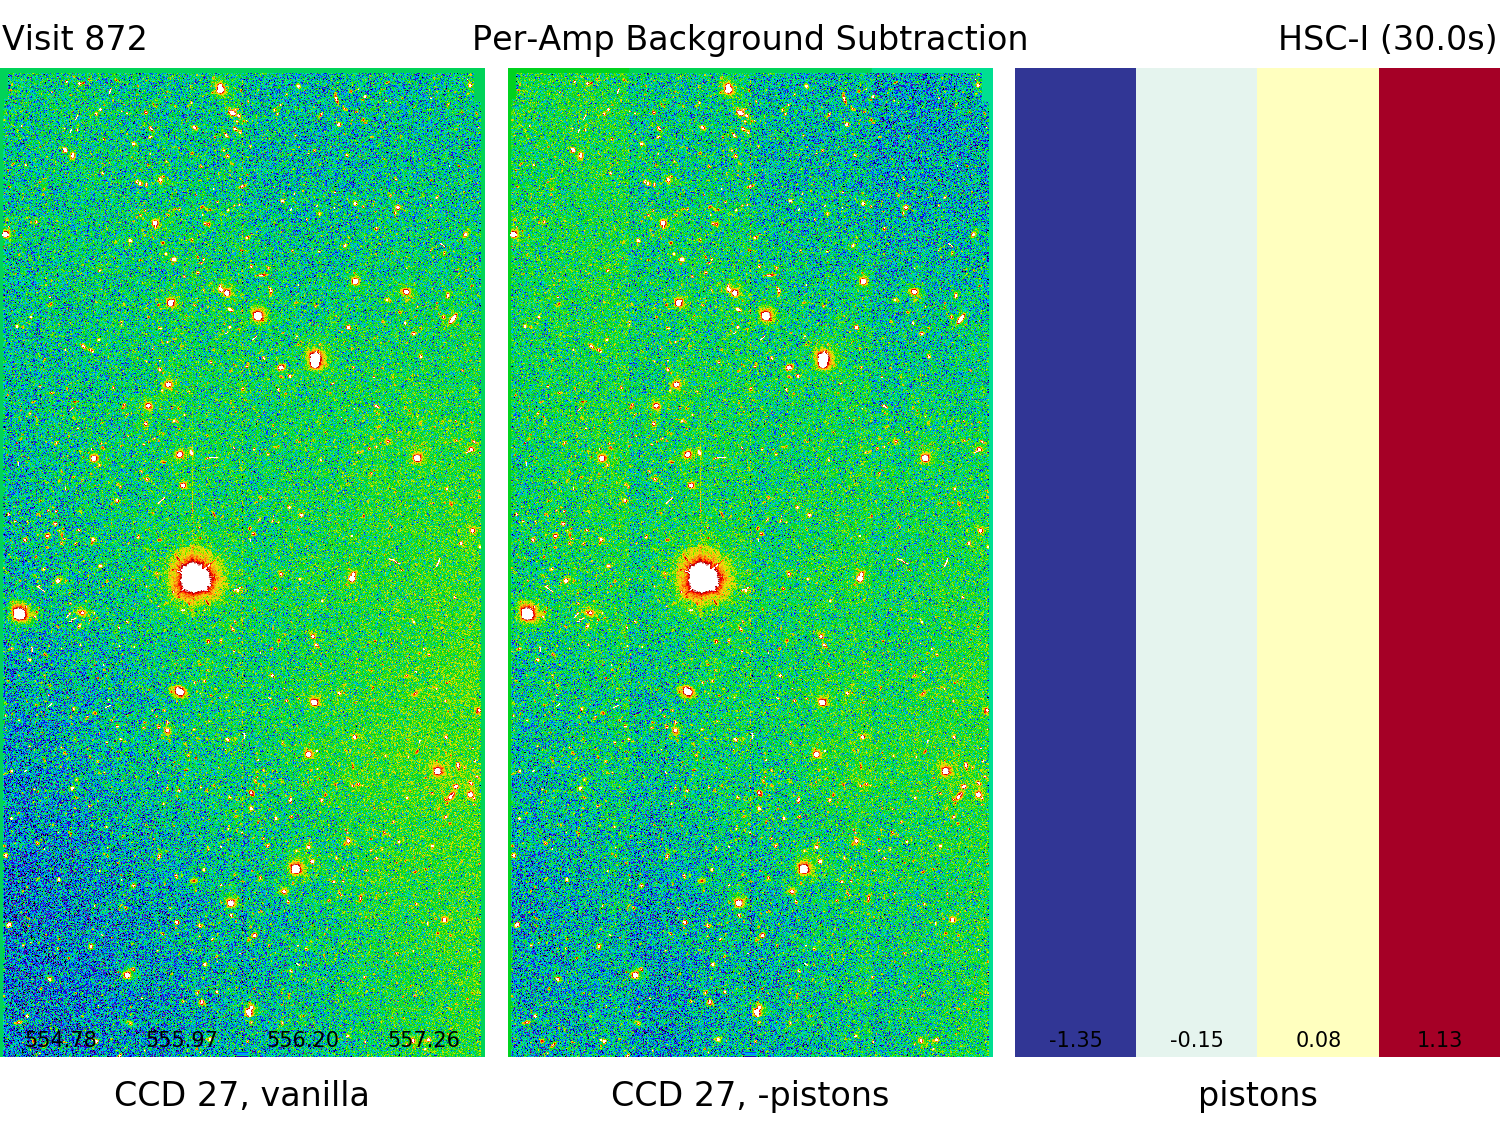 Visit 872 Per-Amp Background Subtraction HSC-I (30.0s)
554.78 555.97 556.20 557.26 -1.35 -0.15 0.08 1.13
CCD 27, vanilla CCD 27, -pistons pistons